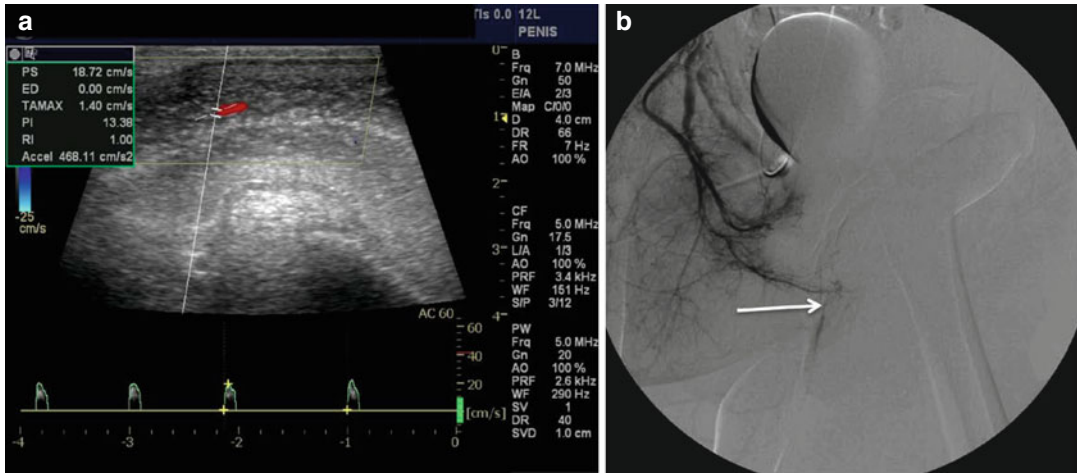 a
TIs 0.0 12L
PENIS
PS 18.72 cm/s
ED 0.00 cm/s
TAMAX 1.40 cm/s
PI 13.38
RI 1.00
Accel 468.11 cm/s2
-25
cm/s
0
1
2
3
4
B
Frq 7.0 MHz
Gn 50
E/A 2/3
Map C/0/0
D 4.0 cm
DR 66
FR 7 Hz
AO 100 %
CF
Frq 5.0 MHz
Gn 17.5
L/A 1/3
AO 100 %
PRF 3.4 kHz
WF 151 Hz
S/P 3/12
PW
Frq 5.0 MHz
Gn 20
AO 100 %
PRF 2.6 kHz
WF 290 Hz
SV 1
DR 40
SVD 1.0 cm
AC 60
60
40
20
[cm/s]
-4 -3 -2 -1 0
b